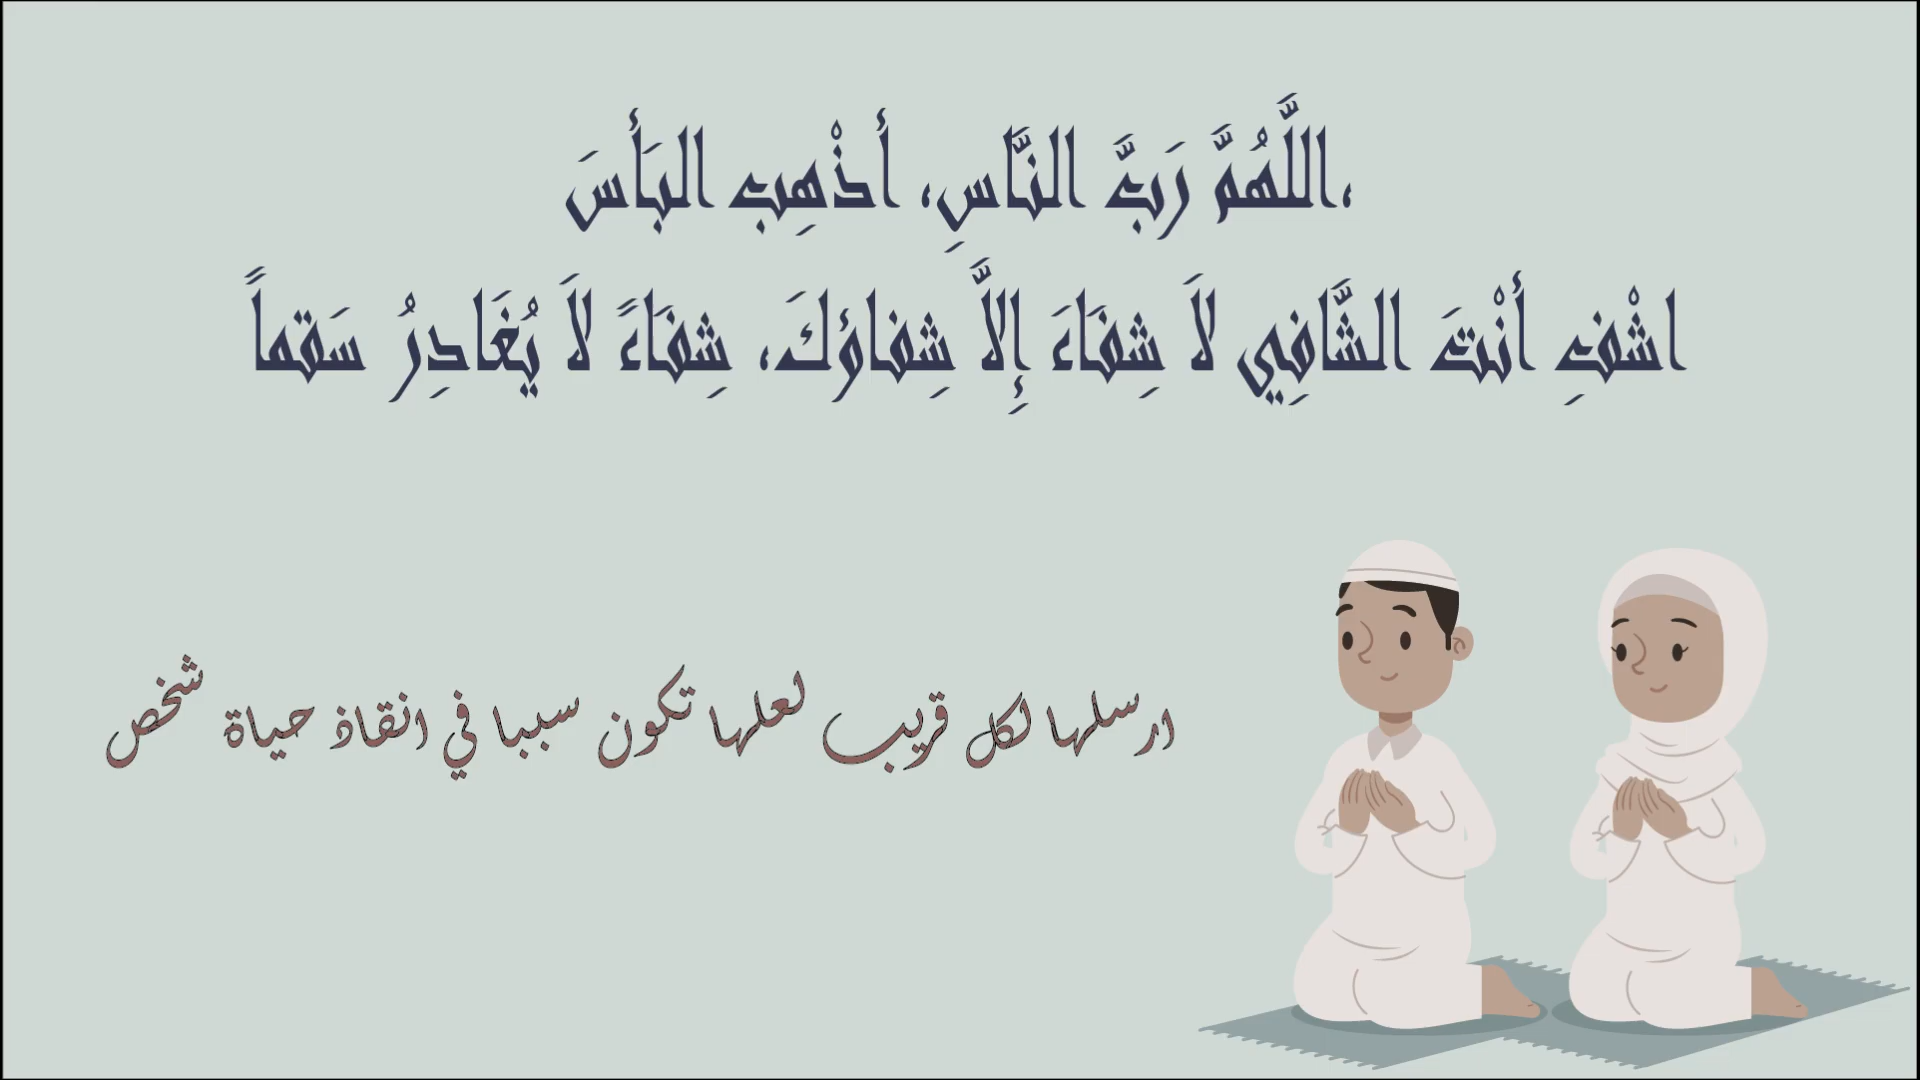 ،اللَّهُمَّ رَبَّ النَّاسِ، أَذْهِبِ البَأسَ
اشْفِ أَنْتَ الشَّافِي لاَ شِفَاءَ إِلاَّ شِفاؤكَ، شِفَاءً لاَ يُغَادِرُ سَقماً
ارسلها لكل قريب لعلها تكون سببا في انقاذ حياة شخص